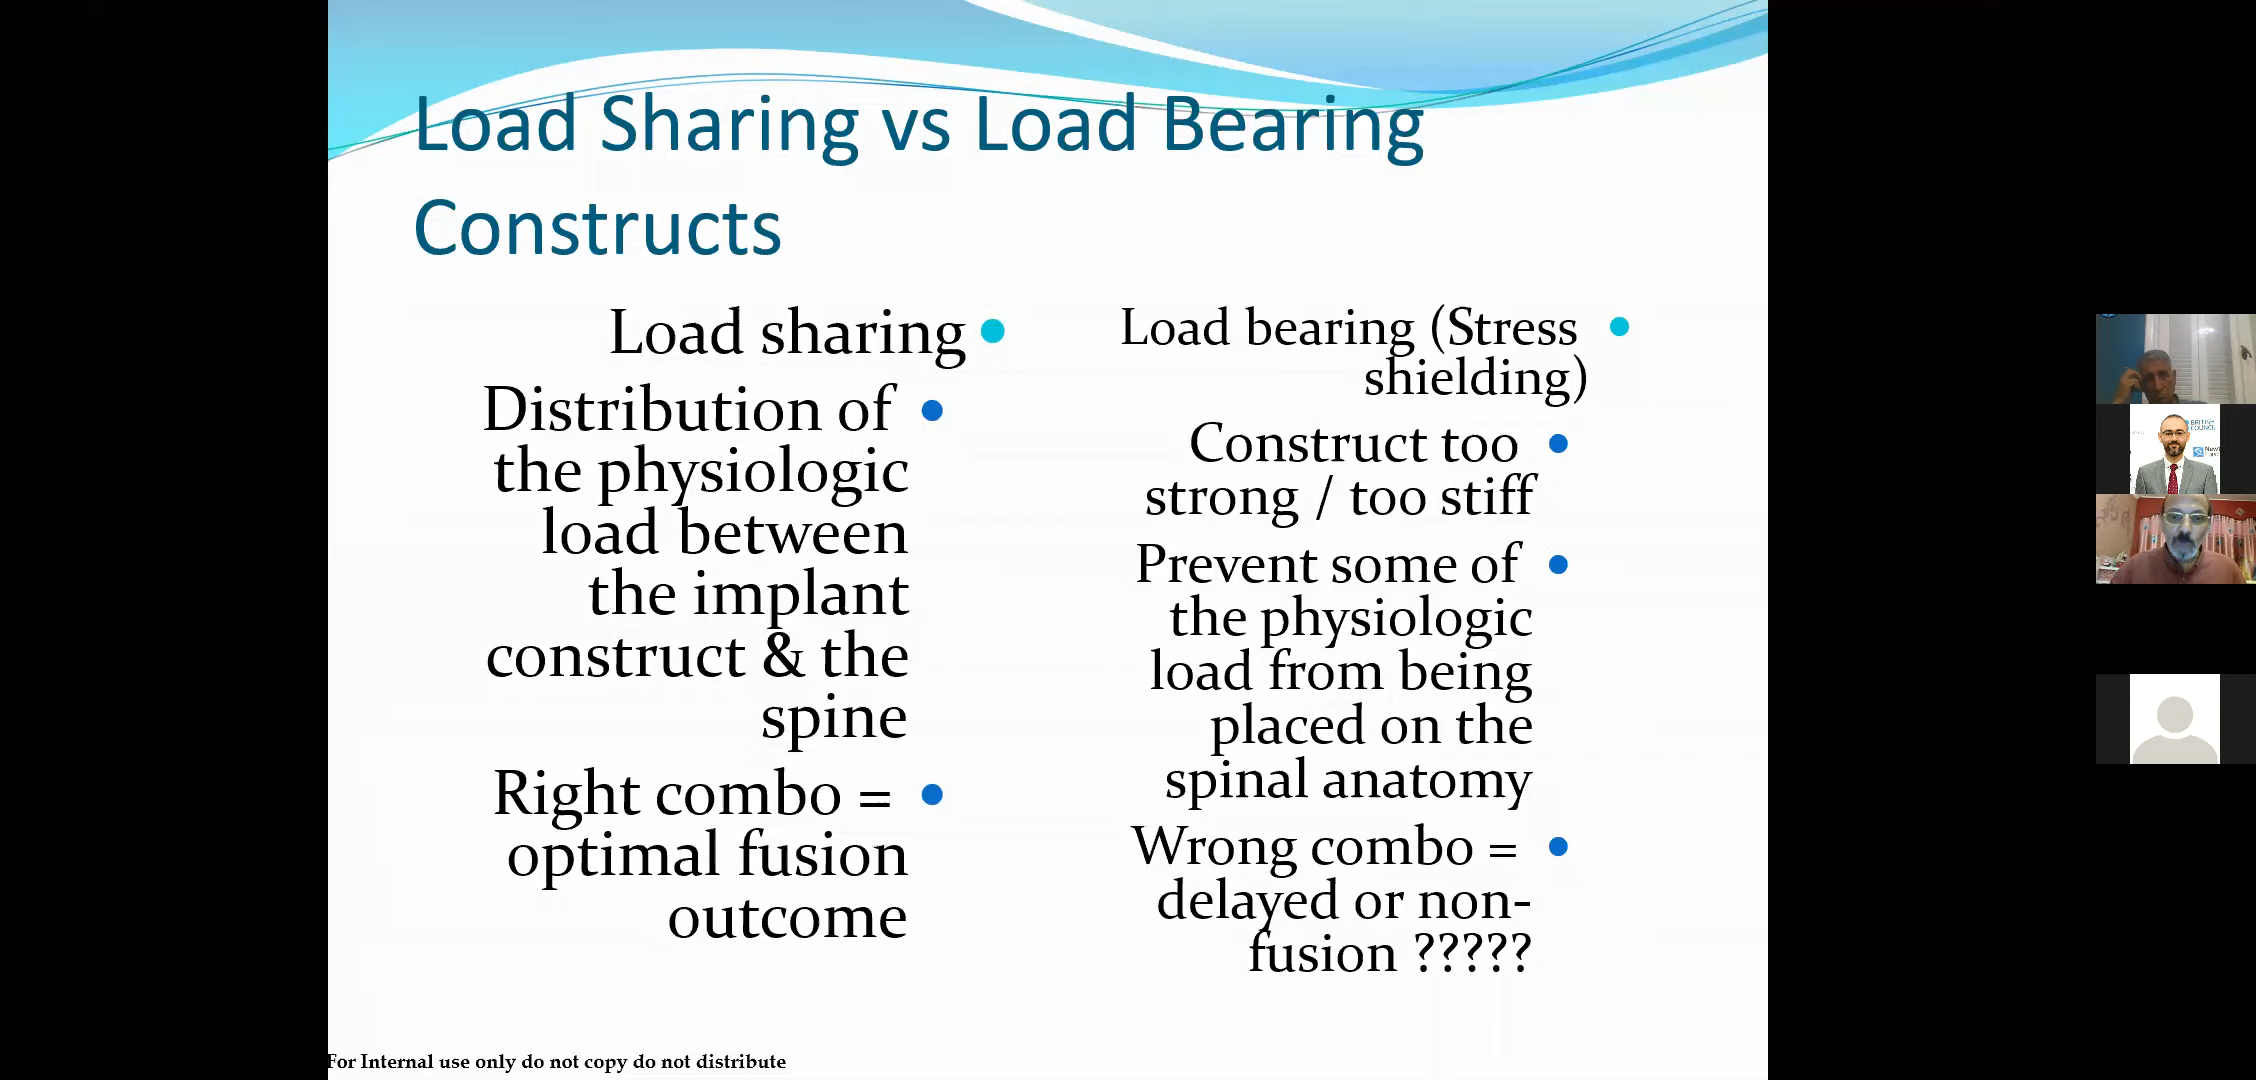 Load Sharing vs Load Bearing
Constructs
Load sharing
Distribution of
the physiologic
load between
the implant
construct & the
spine
Right combo =
optimal fusion
outcome
Load bearing (Stress
shielding)
Construct too
strong / too stiff
Prevent some of
the physiologic
load from being
placed on the
spinal anatomy
Wrong combo =
delayed or non-
fusion ?????
For Internal use only do not copy do not distribute
BRITISH
COUNCIL